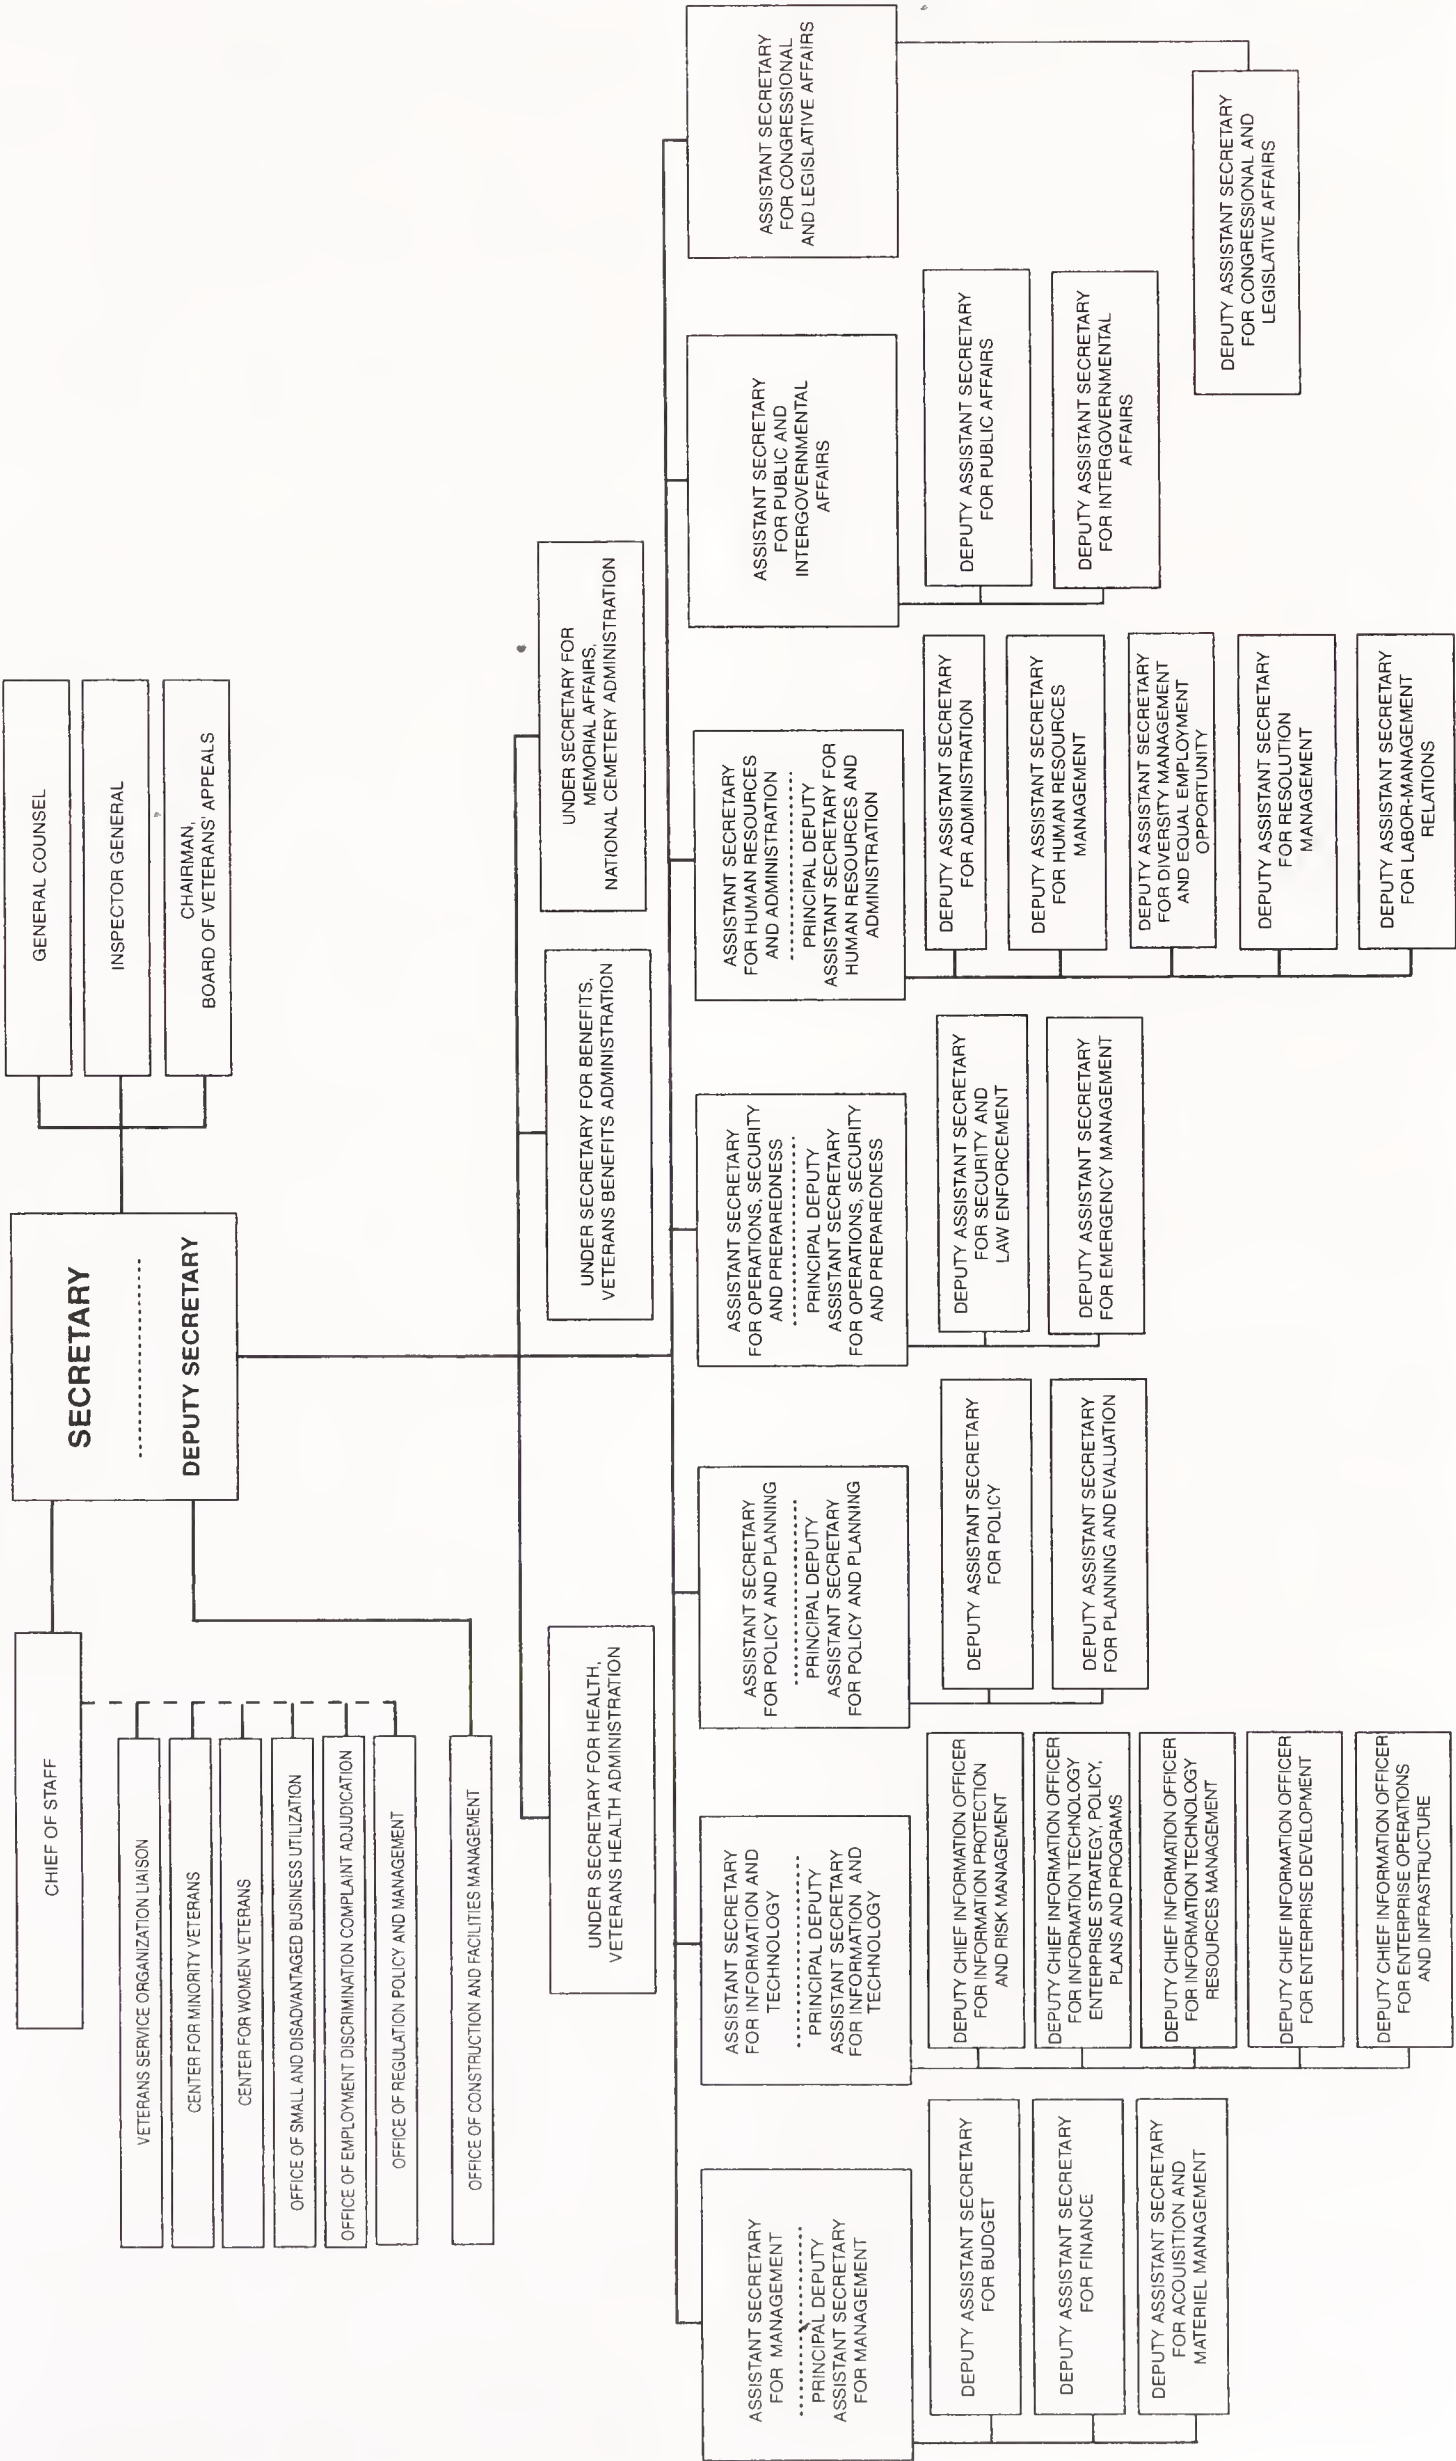 SECRETARY
DEPUTY SECRETARY
GENERAL COUNSEL
INSPECTOR GENERAL
CHAIRMAN,
BOARD OF VETERANS' APPEALS
CHIEF OF STAFF
VETERANS SERVICE ORGANIZATION LIAISON
CENTER FOR MINORITY VETERANS
CENTER FOR WOMEN VETERANS
OFFICE OF SMALL AND DISADVANTAGED BUSINESS UTILIZATION
OFFICE OF EMPLOYMENT DISCRIMINATION COMPLAINT ADJUDICATION
OFFICE OF REGULATION POLICY AND MANAGEMENT
OFFICE OF CONSTRUCTION AND FACILITIES MANAGEMENT
UNDER SECRETARY FOR HEALTH,
VETERANS HEALTH ADMINISTRATION
UNDER SECRETARY FOR BENEFITS,
VETERANS BENEFITS ADMINISTRATION
UNDER SECRETARY FOR
MEMORIAL AFFAIRS,
NATIONAL CEMETERY ADMINISTRATION
ASSISTANT SECRETARY
FOR MANAGEMENT
PRINCIPAL DEPUTY
ASSISTANT SECRETARY
FOR MANAGEMENT
DEPUTY ASSISTANT SECRETARY
FOR BUDGET
DEPUTY ASSISTANT SECRETARY
FOR FINANCE
DEPUTY ASSISTANT SECRETARY
FOR ACQUISITION AND
MATERIEL MANAGEMENT
ASSISTANT SECRETARY
FOR INFORMATION AND
TECHNOLOGY
PRINCIPAL DEPUTY
ASSISTANT SECRETARY
FOR INFORMATION AND
TECHNOLOGY
DEPUTY CHIEF INFORMATION OFFICER
FOR INFORMATION PROTECTION
AND RISK MANAGEMENT
DEPUTY CHIEF INFORMATION OFFICER
FOR INFORMATION TECHNOLOGY
ENTERPRISE STRATEGY, POLICY,
PLANS AND PROGRAMS
DEPUTY CHIEF INFORMATION OFFICER
FOR INFORMATION TECHNOLOGY
RESOURCES MANAGEMENT
DEPUTY CHIEF INFORMATION OFFICER
FOR ENTERPRISE DEVELOPMENT
DEPUTY CHIEF INFORMATION OFFICER
FOR ENTERPRISE OPERATIONS
AND INFRASTRUCTURE
ASSISTANT SECRETARY
FOR POLICY AND PLANNING
PRINCIPAL DEPUTY
ASSISTANT SECRETARY
FOR POLICY AND PLANNING
DEPUTY ASSISTANT SECRETARY
FOR POLICY
DEPUTY ASSISTANT SECRETARY
FOR PLANNING AND EVALUATION
ASSISTANT SECRETARY
FOR OPERATIONS, SECURITY
AND PREPAREDNESS
PRINCIPAL DEPUTY
ASSISTANT SECRETARY
FOR OPERATIONS, SECURITY
AND PREPAREDNESS
DEPUTY ASSISTANT SECRETARY
FOR SECURITY AND
LAW ENFORCEMENT
DEPUTY ASSISTANT SECRETARY
FOR EMERGENCY MANAGEMENT
ASSISTANT SECRETARY
FOR HUMAN RESOURCES
AND ADMINISTRATION
PRINCIPAL DEPUTY
ASSISTANT SECRETARY FOR
HUMAN RESOURCES AND
ADMINISTRATION
DEPUTY ASSISTANT SECRETARY
FOR ADMINISTRATION
DEPUTY ASSISTANT SECRETARY
FOR HUMAN RESOURCES
MANAGEMENT
DEPUTY ASSISTANT SECRETARY
FOR DIVERSITY MANAGEMENT
AND EQUAL EMPLOYMENT
OPPORTUNITY
DEPUTY ASSISTANT SECRETARY
FOR RESOLUTION
MANAGEMENT
DEPUTY ASSISTANT SECRETARY
FOR LABOR-MANAGEMENT
RELATIONS
ASSISTANT SECRETARY
FOR PUBLIC AND
INTERGOVERNMENTAL
AFFAIRS
DEPUTY ASSISTANT SECRETARY
FOR PUBLIC AFFAIRS
DEPUTY ASSISTANT SECRETARY
FOR INTERGOVERNMENTAL
AFFAIRS
ASSISTANT SECRETARY
FOR CONGRESSIONAL
AND LEGISLATIVE AFFAIRS
DEPUTY ASSISTANT SECRETARY
FOR CONGRESSIONAL AND
LEGISLATIVE AFFAIRS